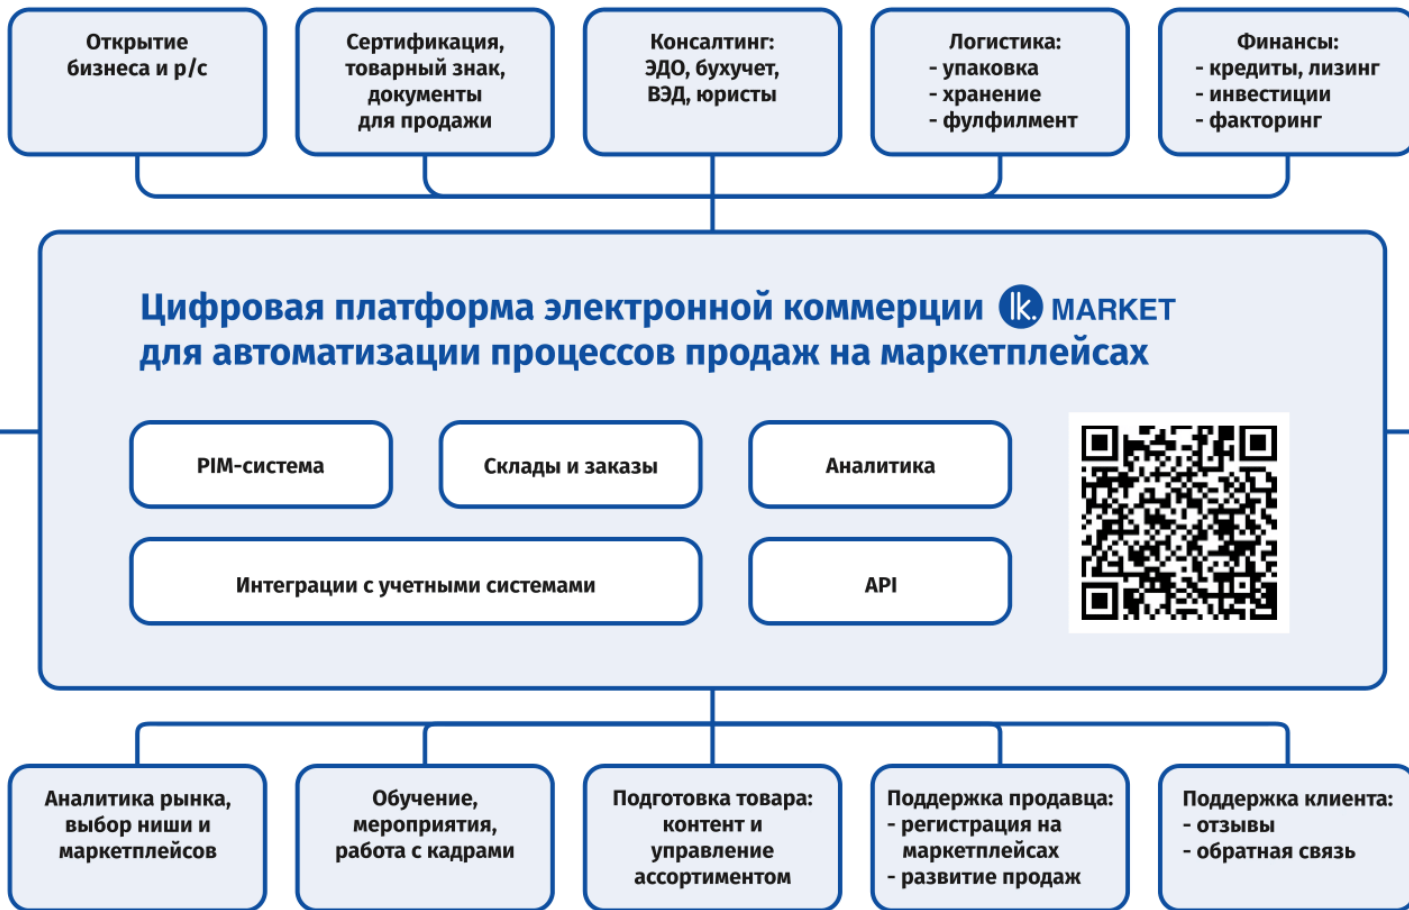 Открытие
бизнеса и р/с
Сертификация,
товарный знак,
документы
для продажи
Консалтинг:
ЭДО, бухучет,
ВЭД, юристы
Логистика:
- упаковка
- хранение
- фулфилмент
Финансы:
- кредиты, лизинг
- инвестиции
- факторинг
Цифровая платформа электронной коммерции lk. MARKET
для автоматизации процессов продаж на маркетплейсах
PIM-система
Склады и заказы
Аналитика
Интеграции с учетными системами
API
Аналитика рынка,
выбор ниши и
маркетплейсов
Обучение,
мероприятия,
работа с кадрами
Подготовка товара:
контент и
управление
ассортиментом
Поддержка продавца:
- регистрация на
маркетплейсах
- развитие продаж
Поддержка клиента:
- отзывы
- обратная связь